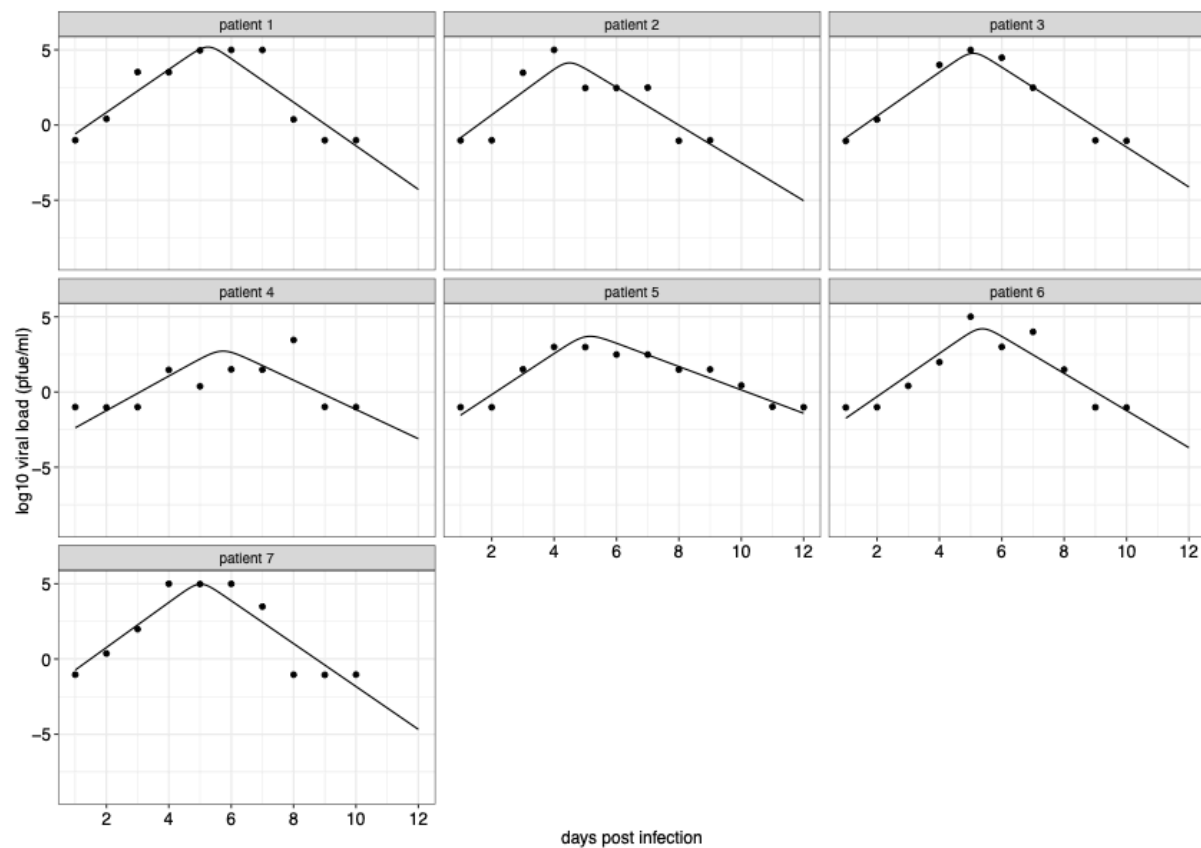 patient 1
patient 2
patient 3
5
0
−5
patient 4
patient 5
patient 6
5
0
−5
2 4 6 8 10 12
2 4 6 8 10 12
patient 7
5
0
−5
2 4 6 8 10 12
log10 viral load (pfue/ml)
days post infection